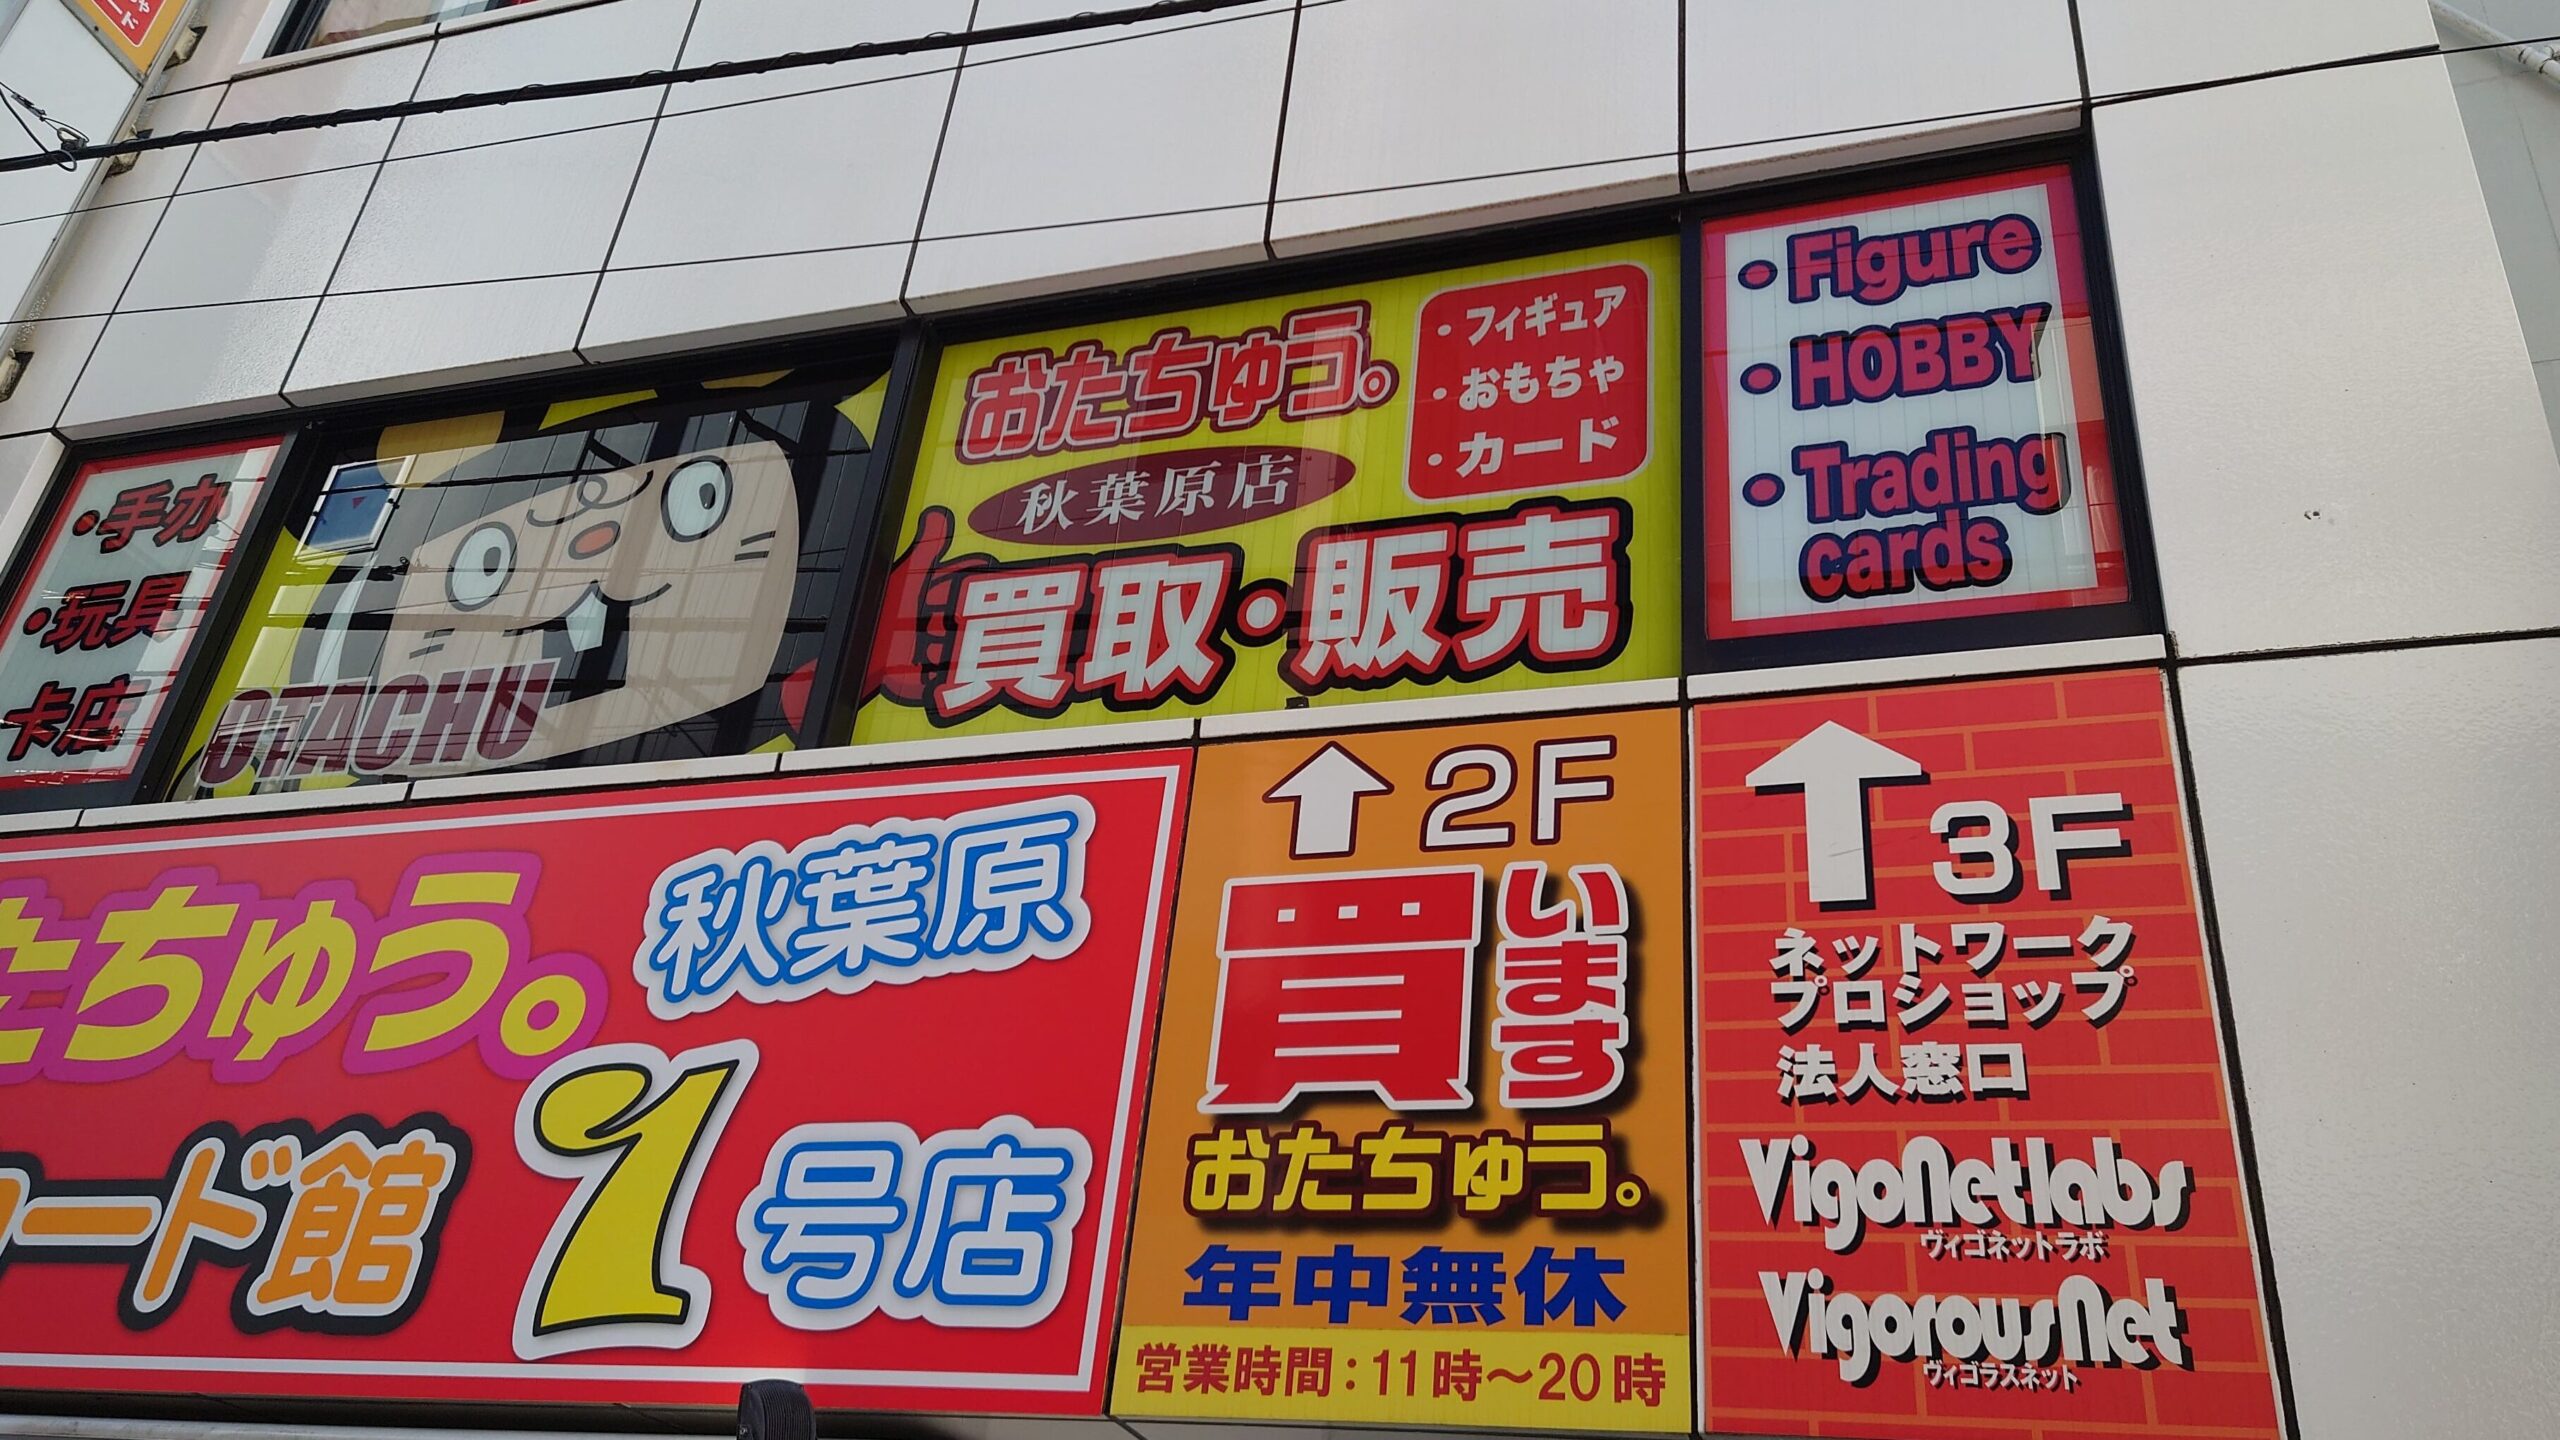 ・手办
・玩具
卡店
OTACHU
おたちゅう。
秋葉原店
・フィギュア
・おもちゃ
・カード
買取・販売
・Figure
・HOBBY
・Trading
cards
たちゅう。
秋葉原
ード館
1号店
↑2F
買います
おたちゅう。
年中無休
営業時間：11時～20時
↑3F
ネットワーク
プロショップ
法人窓口
VigoNetlabs
ヴィゴネットラボ
VigorousNet
ヴィゴラスネット